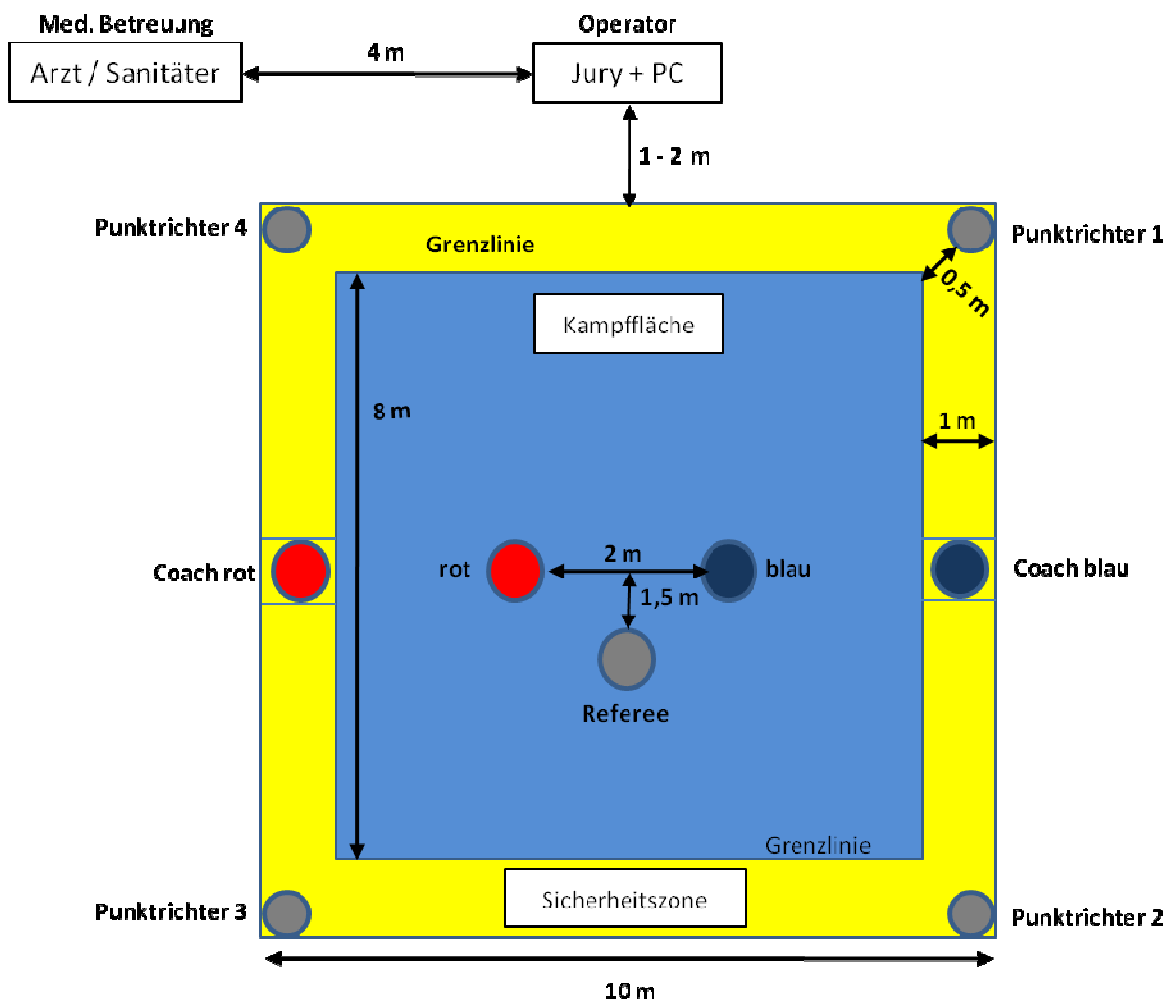 Med. Betreuung
Operator
Arzt / Sanitäter
4 m
Jury + PC
1 - 2 m
Punktrichter 4
Grenzlinie
Punktrichter 1
0,5 m
Kampffläche
8 m
1 m
Coach rot
rot
2 m
blau
Coach blau
1,5 m
Referee
Grenzlinie
Sicherheitszone
Punktrichter 3
Punktrichter 2
10 m